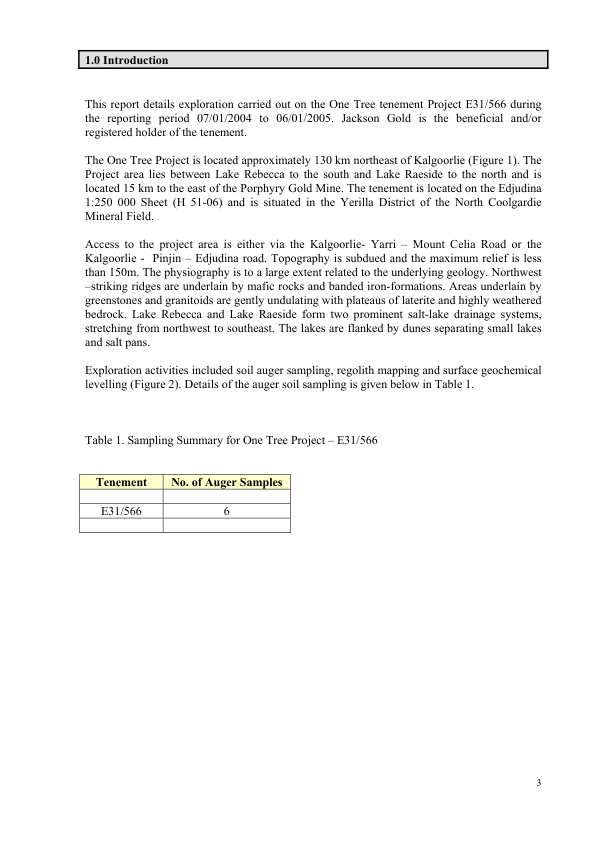 1.0 Introduction
This report details exploration carried out on the One Tree tenement Project E31/566 during
the reporting period 07/01/2004 to 06/01/2005. Jackson Gold is the beneficial and/or
registered holder of the tenement.
The One Tree Project is located approximately 130 km northeast of Kalgoorlie (Figure 1). The
Project area lies between Lake Rebecca to the south and Lake Raeside to the north and is
located 15 km to the east of the Porphyry Gold Mine. The tenement is located on the Edjudina
1:250 000 Sheet (H 51-06) and is situated in the Yerilla District of the North Coolgardie
Mineral Field.
Access to the project area is either via the Kalgoorlie- Yarri – Mount Celia Road or the
Kalgoorlie - Pinjin – Edjudina road. Topography is subdued and the maximum relief is less
than 150m. The physiography is to a large extent related to the underlying geology. Northwest
–striking ridges are underlain by mafic rocks and banded iron-formations. Areas underlain by
greenstones and granitoids are gently undulating with plateaus of laterite and highly weathered
bedrock. Lake Rebecca and Lake Raeside form two prominent salt-lake drainage systems,
stretching from northwest to southeast. The lakes are flanked by dunes separating small lakes
and salt pans.
Exploration activities included soil auger sampling, regolith mapping and surface geochemical
levelling (Figure 2). Details of the auger soil sampling is given below in Table 1.
Table 1. Sampling Summary for One Tree Project – E31/566
Tenement No. of Auger Samples
E31/566 6
3